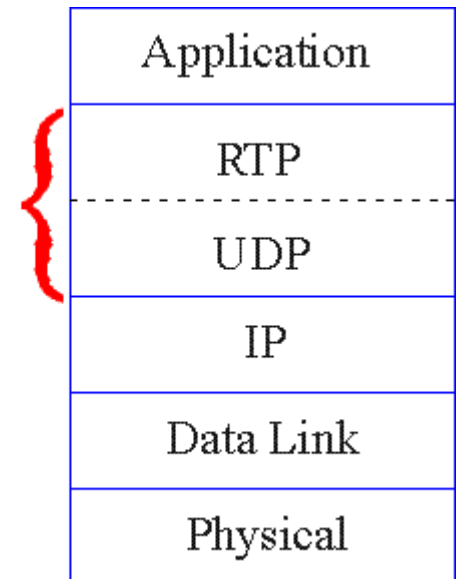 Application
RTP
UDP
IP
Data Link
Physical